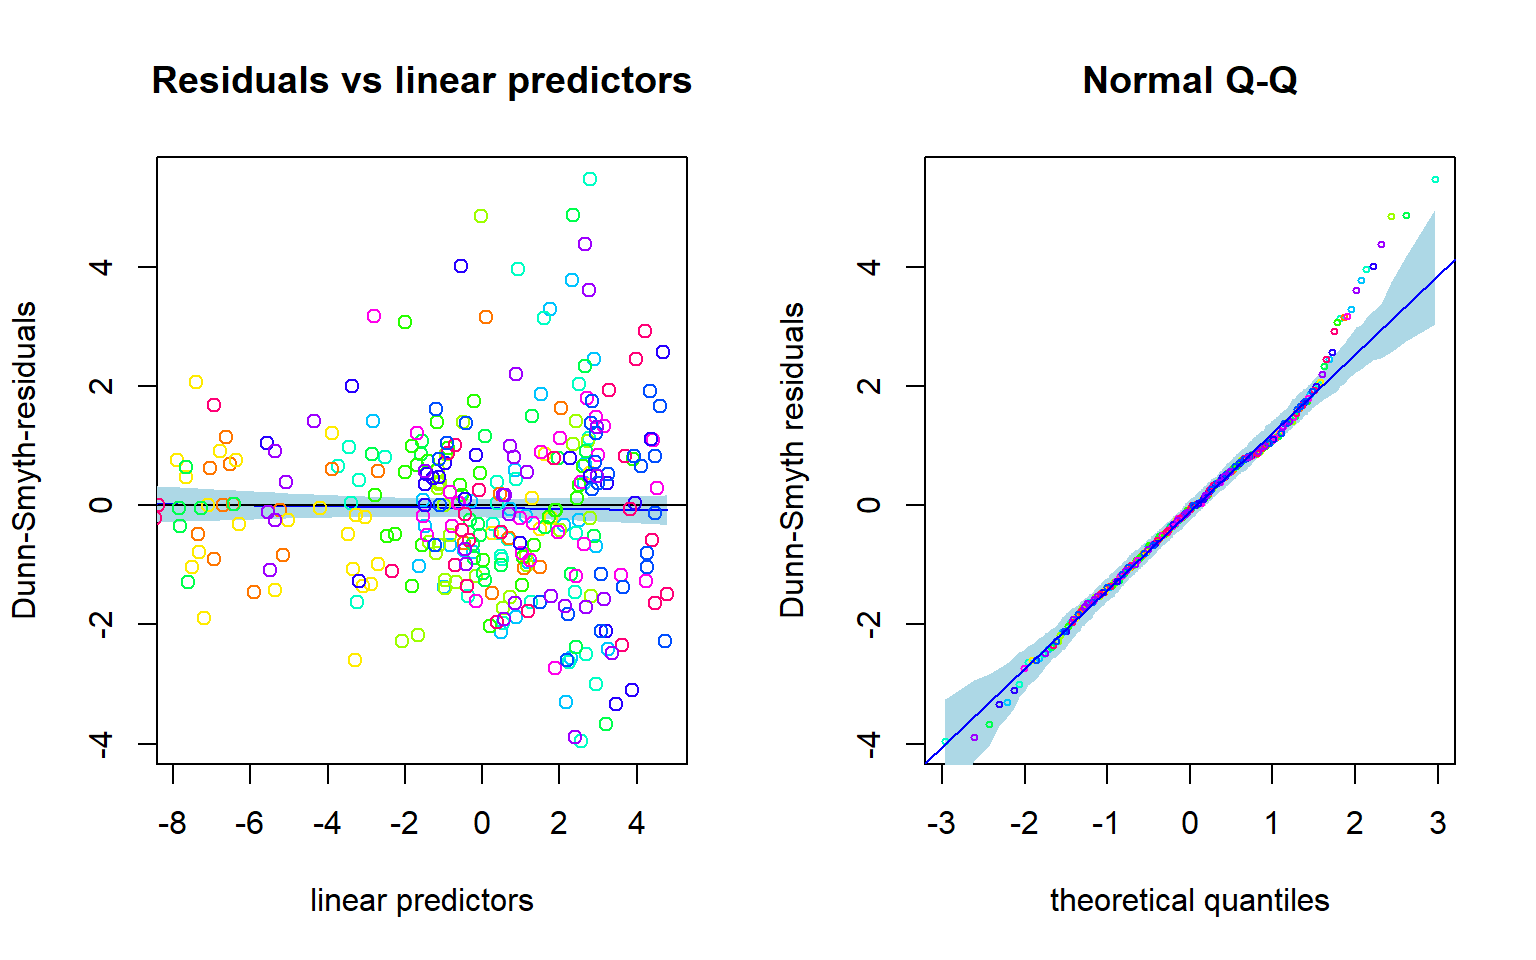 Residuals vs linear predictors
Dunn-Smyth-residuals
4
2
0
-2
-4
-8 -6 -4 -2 0 2 4
linear predictors
Normal Q-Q
Dunn-Smyth residuals
4
2
0
-2
-4
-3 -2 -1 0 1 2 3
theoretical quantiles